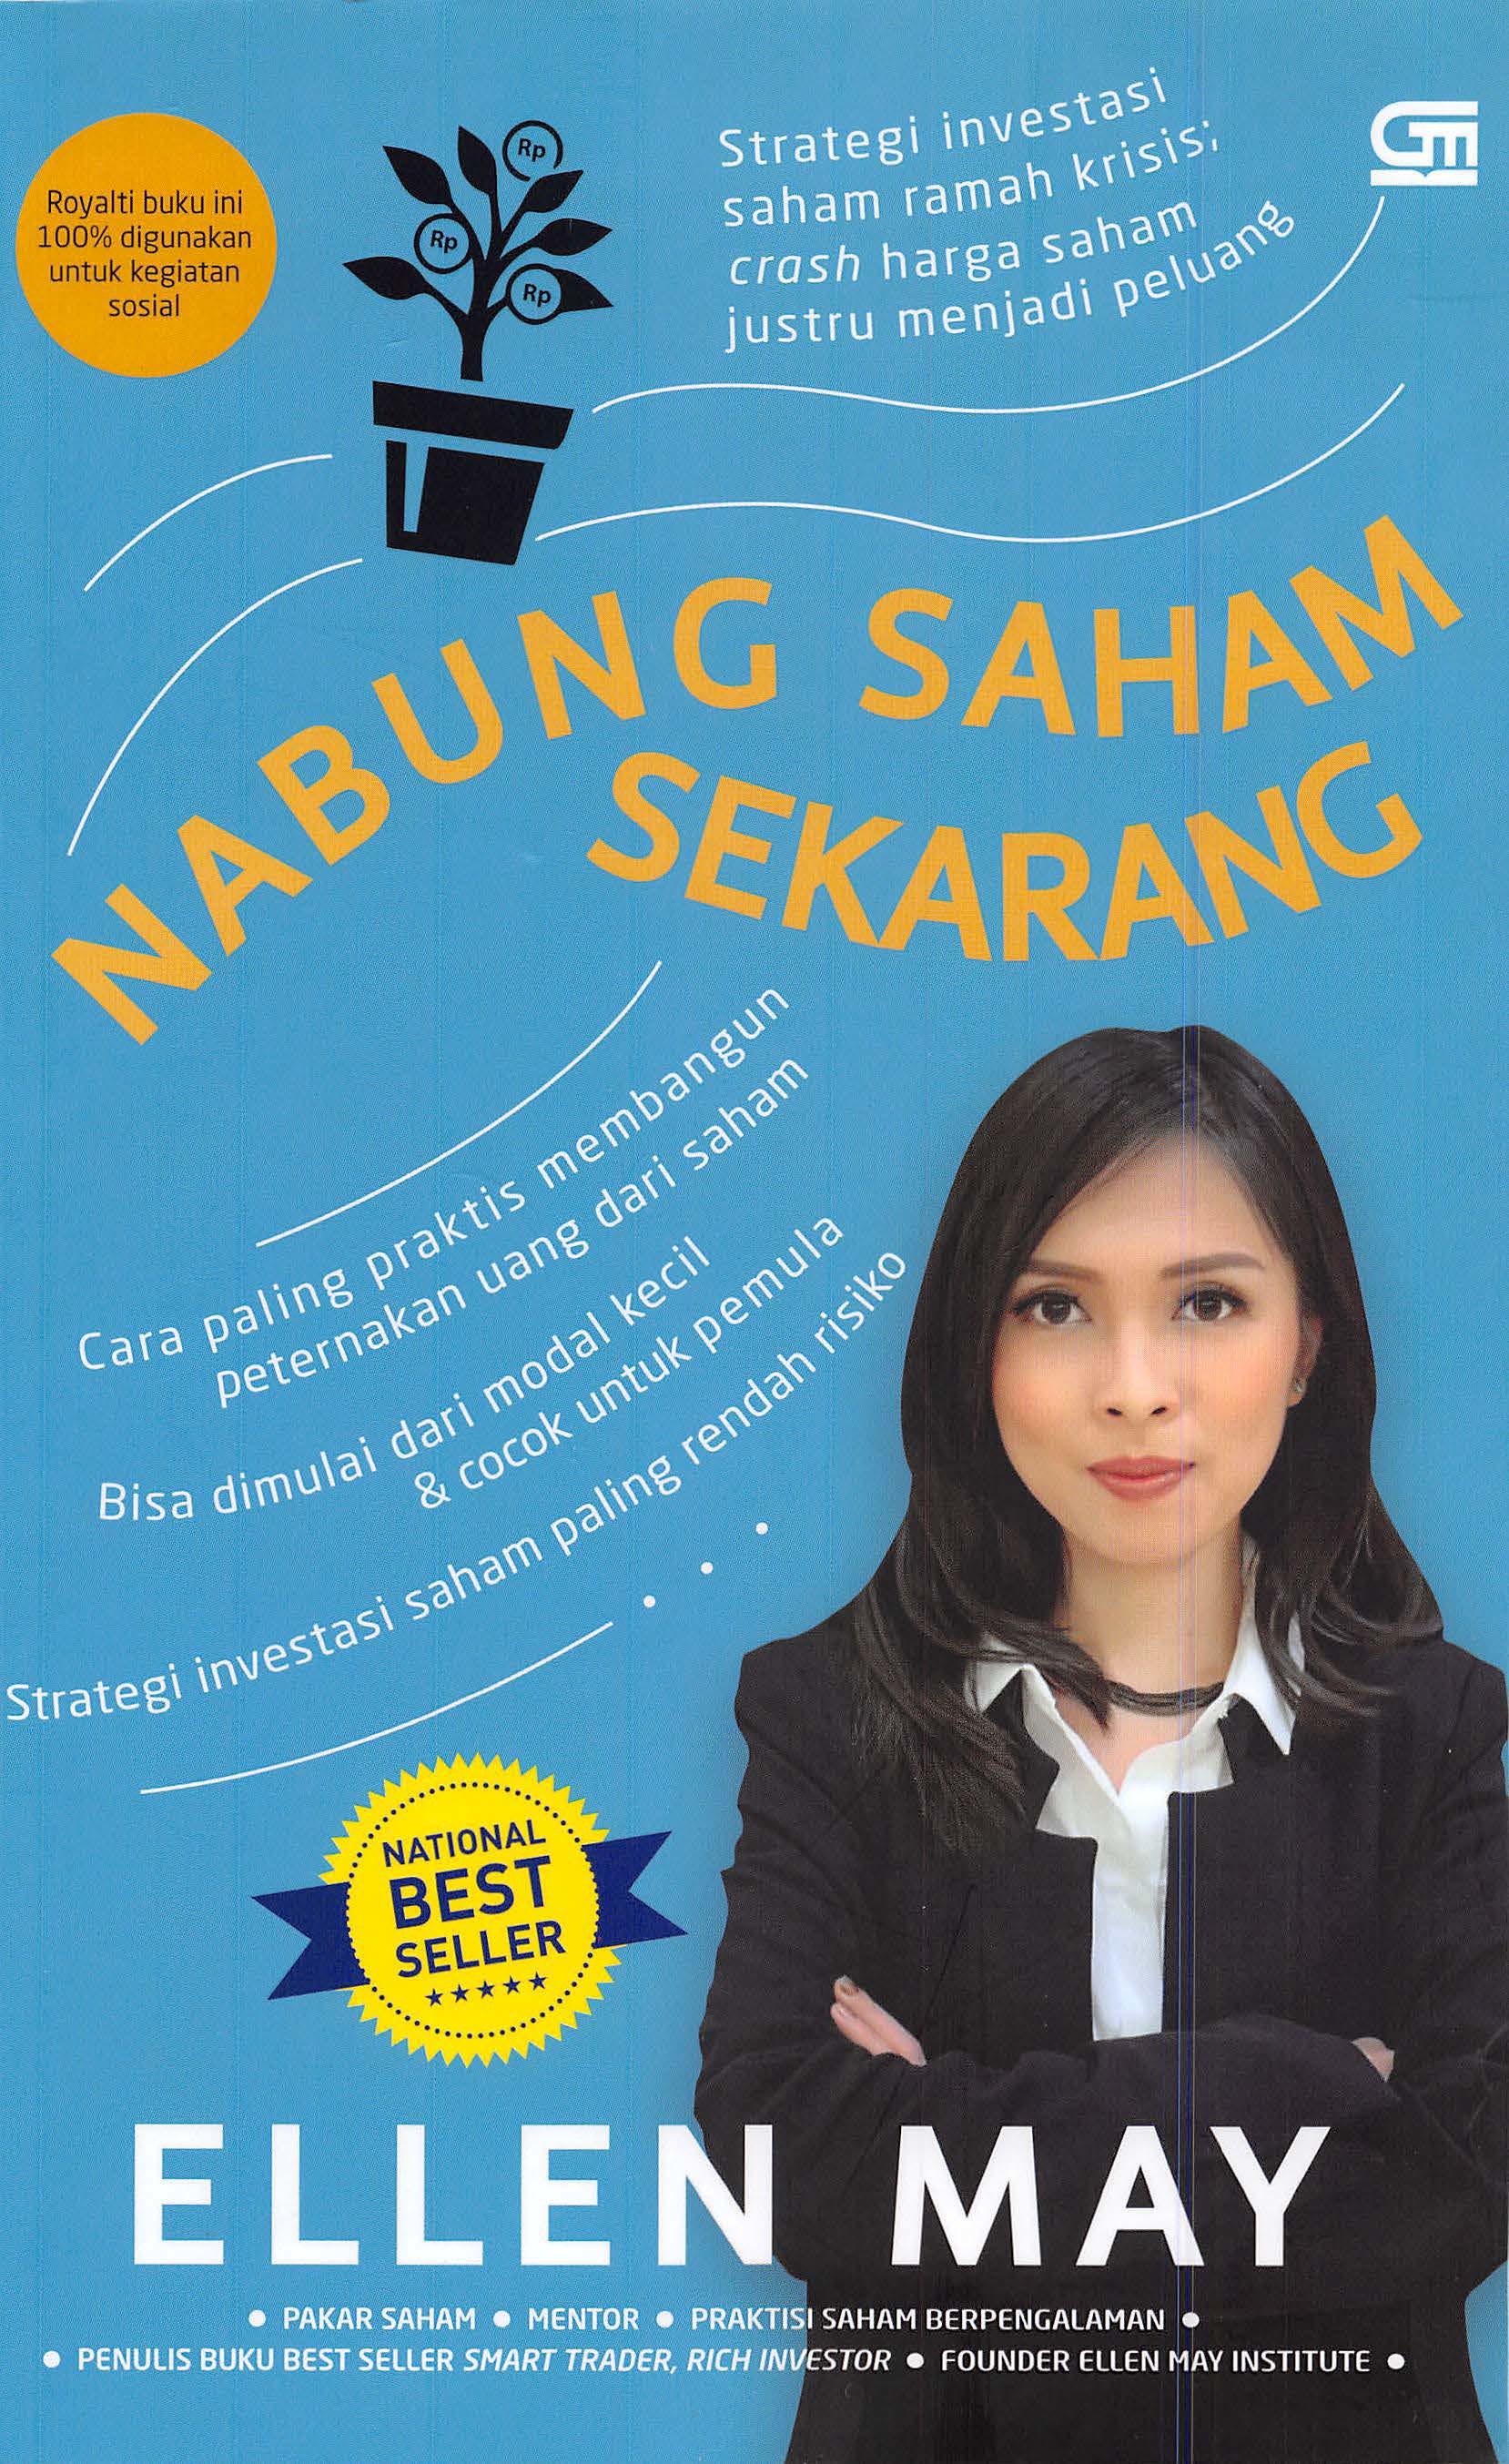 Royalti buku ini
100% digunakan
untuk kegiatan
sosial
Rp
Rp
Rp
Strategi investasi
saham ramah krisis;
crash harga saham
justru menjadi peluang
GM
NABUNG SAHAM
SEKARANG
Cara paling praktis membangun
peternakan uang dari saham
Bisa dimulai dari modal kecil
& cocok untuk pemula
Strategi investasi saham paling rendah risiko
NATIONAL
BEST
SELLER
ELLEN MAY
• PAKAR SAHAM • MENTOR • PRAKTISI SAHAM BERPENGALAMAN •
• PENULIS BUKU BEST SELLER SMART TRADER, RICH INVESTOR • FOUNDER ELLEN MAY INSTITUTE •